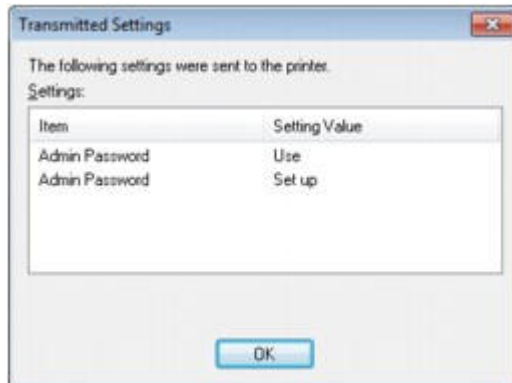 Transmitted Settings
The following settings were sent to the printer.
Settings:
Item Setting Value
Admin Password Use
Admin Password Set up
OK